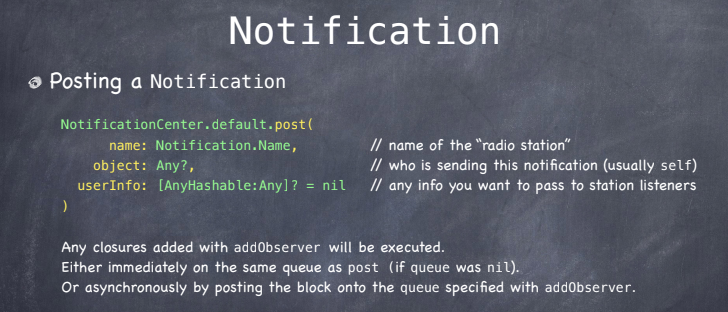 Notification
Posting a Notification
NotificationCenter.default.post(
name: Notification.Name, // name of the “radio station”
object: Any?, // who is sending this notification (usually self)
userInfo: [AnyHashable:Any]? = nil // any info you want to pass to station listeners
)
Any closures added with addObserver will be executed.
Either immediately on the same queue as post (if queue was nil).
Or asynchronously by posting the block onto the queue specified with addObserver.